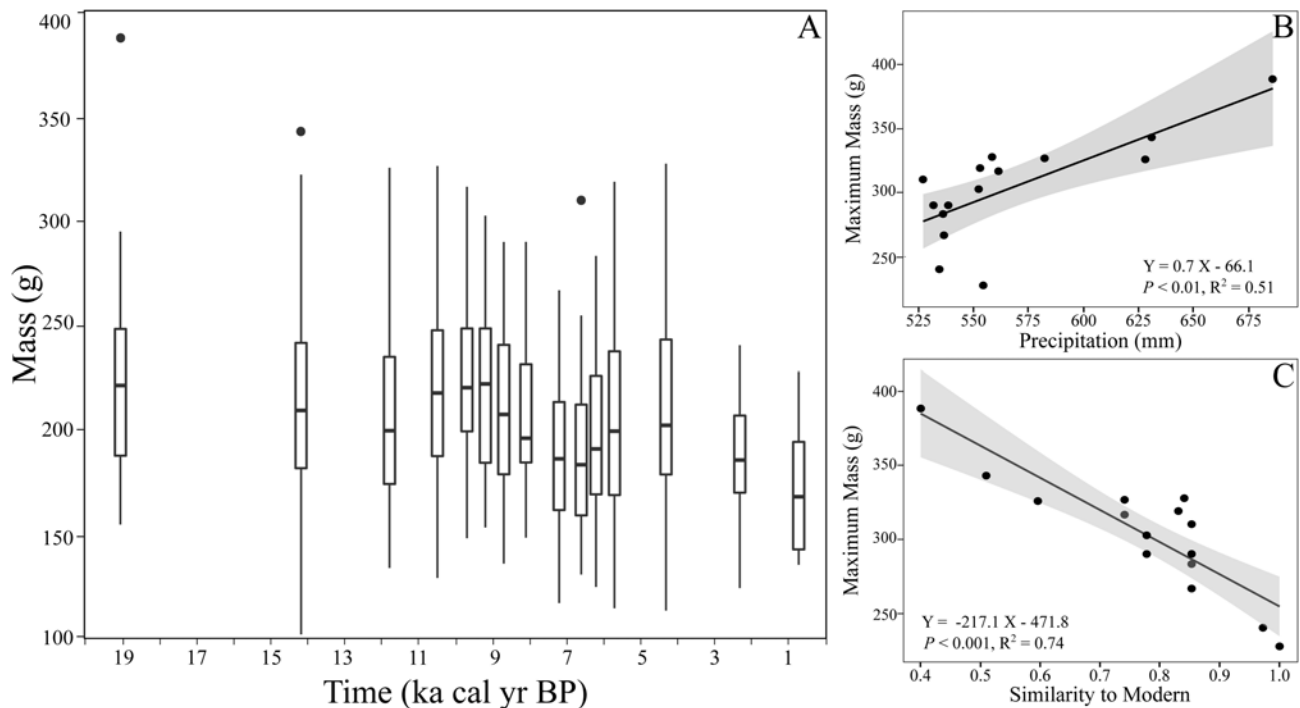 A
400
350
300
250
200
150
100
Mass (g)
19 17 15 13 11 9 7 5 3 1
Time (ka cal yr BP)
B
400
350
300
250
Maximum Mass (g)
Y = 0.7 X - 66.1
P < 0.01, R² = 0.51
525 550 575 600 625 650 675
Precipitation (mm)
C
400
350
300
250
Maximum Mass (g)
Y = -217.1 X - 471.8
P < 0.001, R² = 0.74
0.4 0.5 0.6 0.7 0.8 0.9 1.0
Similarity to Modern